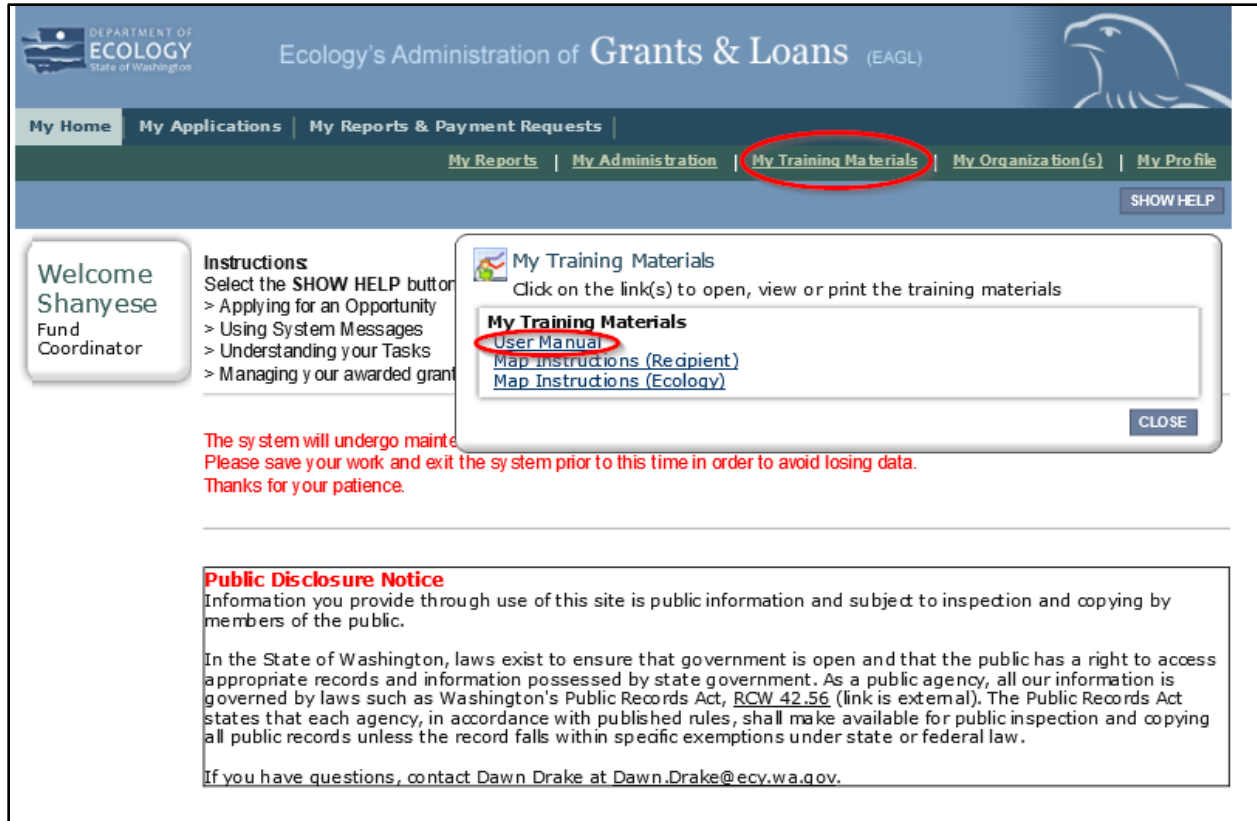 DEPARTMENT OF
ECOLOGY
State of Washington
Ecology's Administration of Grants & Loans (EAGL)
My Home | My Applications | My Reports & Payment Requests |
My Reports | My Administration | My Training Materials | My Organization(s) | My Profile
SHOW HELP
Welcome
Shanyese
Fund
Coordinator
Instructions:
Select the SHOW HELP button
> Applying for an Opportunity
> Using System Messages
> Understanding your Tasks
> Managing your awarded grant
My Training Materials
Click on the link(s) to open, view or print the training materials
My Training Materials
User Manual
Map Instructions (Recipient)
Map Instructions (Ecology)
CLOSE
The system will undergo mainte
Please save your work and exit the system prior to this time in order to avoid losing data.
Thanks for your patience.
Public Disclosure Notice
Information you provide through use of this site is public information and subject to inspection and copying by
members of the public.
In the State of Washington, laws exist to ensure that government is open and that the public has a right to access
appropriate records and information possessed by state government. As a public agency, all our information is
governed by laws such as Washington's Public Records Act, RCW 42.56 (link is external). The Public Records Act
states that each agency, in accordance with published rules, shall make available for public inspection and copying
all public records unless the record falls within specific exemptions under state or federal law.
If you have questions, contact Dawn Drake at Dawn.Drake@ecy.wa.gov.